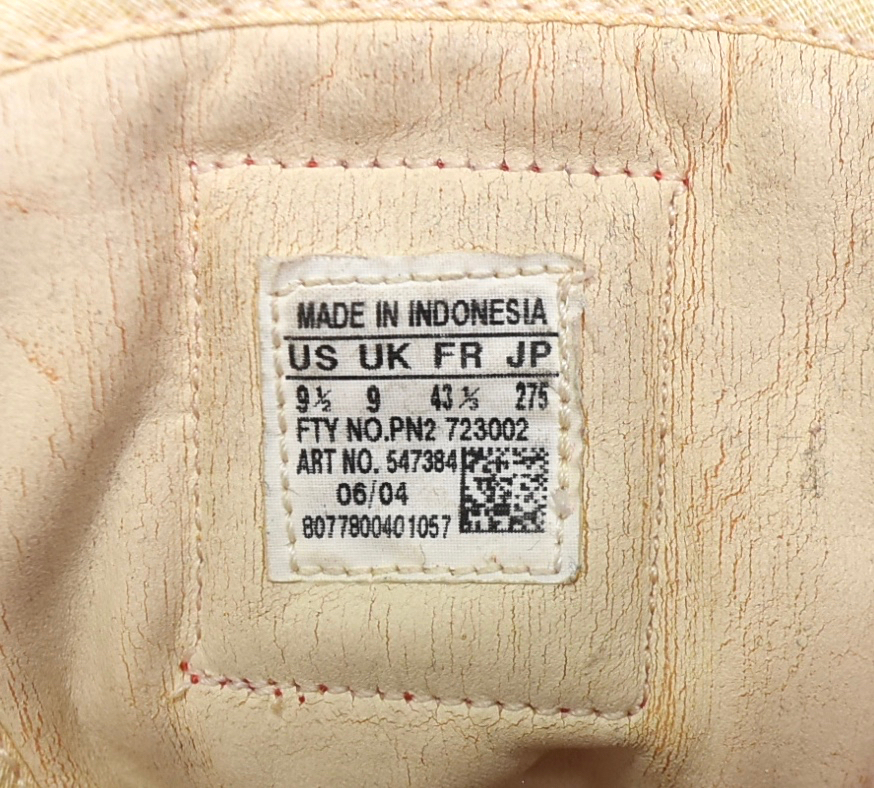 MADE IN INDONESIA
US UK FR JP
9½ 9 43⅓ 275
FTY NO.PN2 723002
ART NO. 547384
06/04
8077800401057